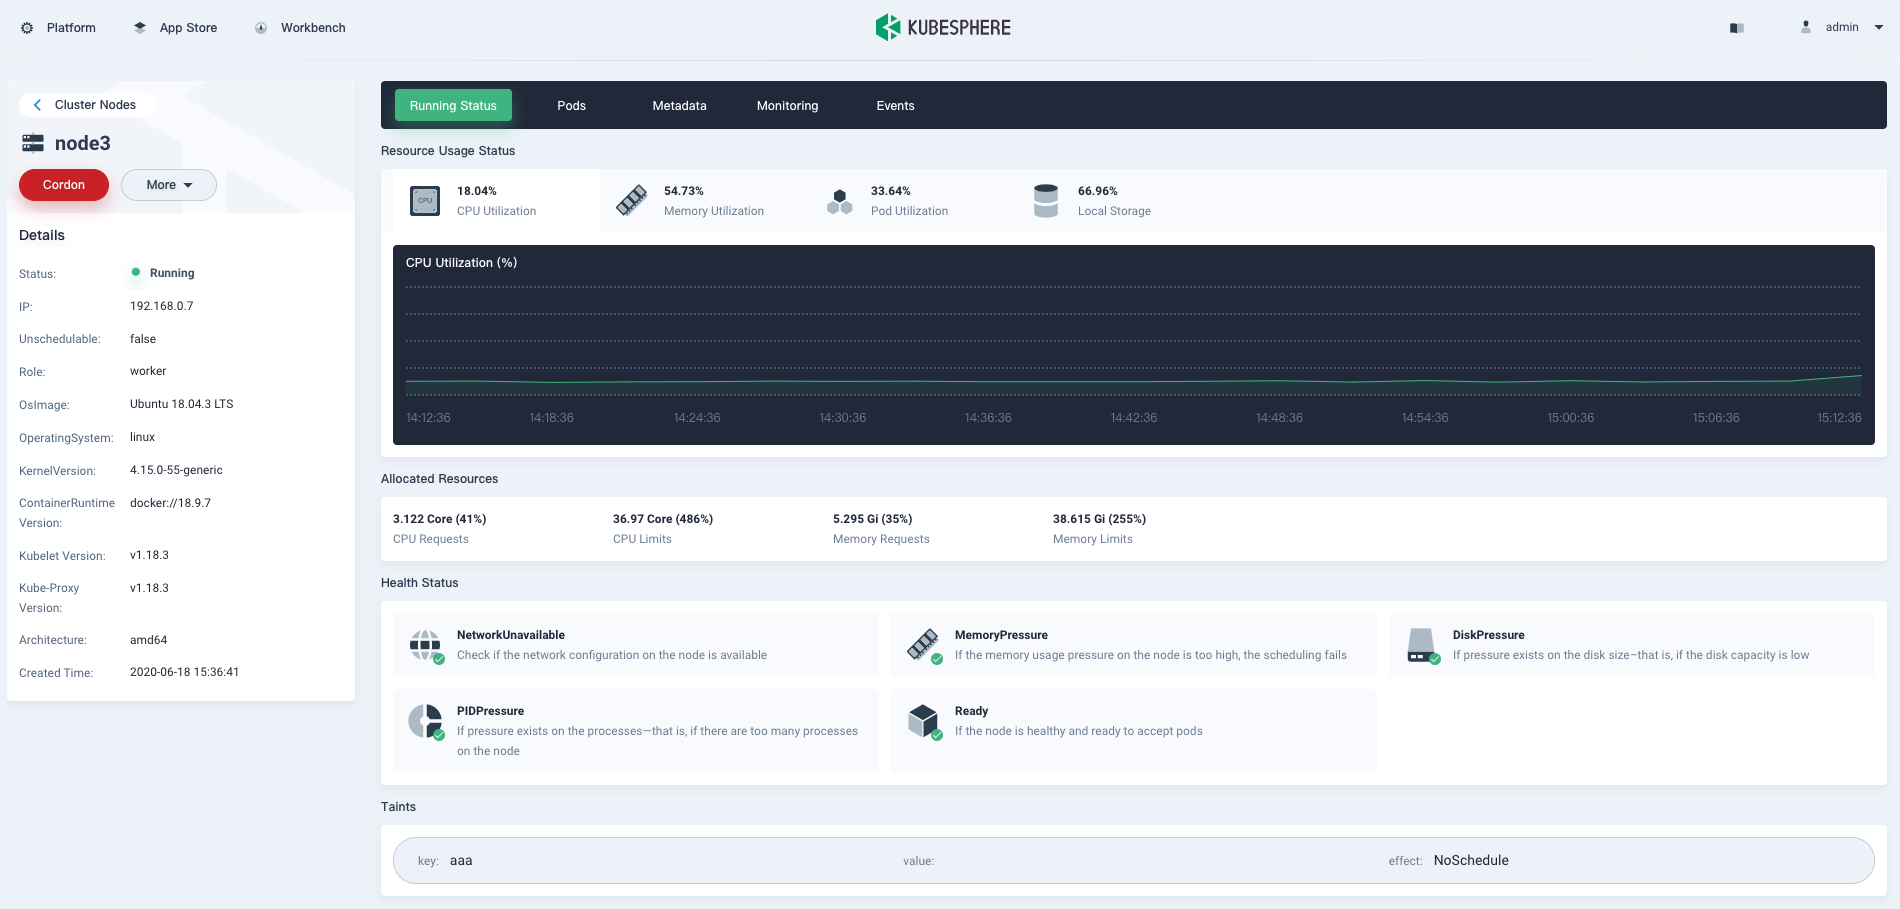 Platform
App Store
Workbench
KUBESPHERE
admin
Cluster Nodes
node3
Cordon
More
Details
Status: Running
IP: 192.168.0.7
Unschedulable: false
Role: worker
OsImage: Ubuntu 18.04.3 LTS
OperatingSystem: linux
KernelVersion: 4.15.0-55-generic
ContainerRuntime docker://18.9.7
Version:
Kubelet Version: v1.18.3
Kube-Proxy v1.18.3
Version:
Architecture: amd64
Created Time: 2020-06-18 15:36:41
Running Status Pods Metadata Monitoring Events
Resource Usage Status
CPU
18.04%
CPU Utilization
54.73%
Memory Utilization
33.64%
Pod Utilization
66.96%
Local Storage
CPU Utilization (%)
14:12:36 14:18:36 14:24:36 14:30:36 14:36:36 14:42:36 14:48:36 14:54:36 15:00:36 15:06:36 15:12:36
Allocated Resources
3.122 Core (41%)
CPU Requests
36.97 Core (486%)
CPU Limits
5.295 Gi (35%)
Memory Requests
38.615 Gi (255%)
Memory Limits
Health Status
NetworkUnavailable
Check if the network configuration on the node is available
MemoryPressure
If the memory usage pressure on the node is too high, the scheduling fails
DiskPressure
If pressure exists on the disk size–that is, if the disk capacity is low
PIDPressure
If pressure exists on the processes—that is, if there are too many processes
on the node
Ready
If the node is healthy and ready to accept pods
Taints
key: aaa value: effect: NoSchedule